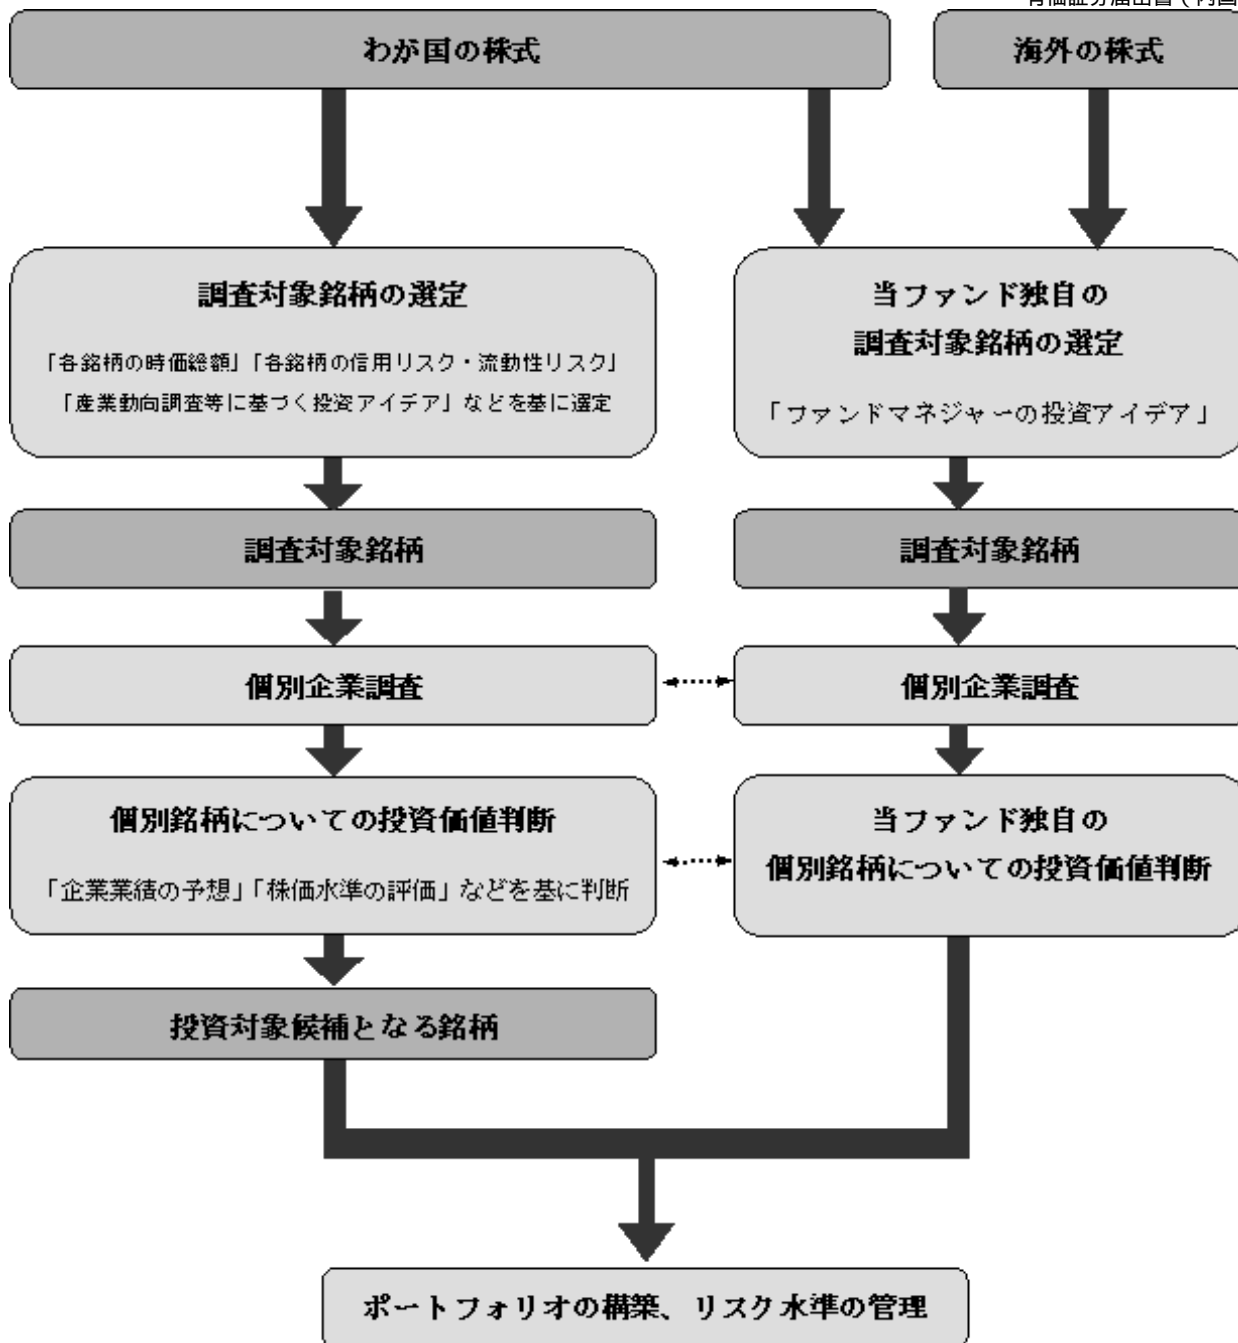 有価証券届出書（内国
わが国の株式
海外の株式
調査対象銘柄の選定
「各銘柄の時価総額」「各銘柄の信用リスク・流動性リスク」
「産業動向調査等に基づく投資アイデア」などを基に選定
当ファンド独自の
調査対象銘柄の選定
「ファンドマネジャーの投資アイデア」
調査対象銘柄
調査対象銘柄
個別企業調査
個別企業調査
個別銘柄についての投資価値判断
「企業業績の予想」「株価水準の評価」などを基に判断
当ファンド独自の
個別銘柄についての投資価値判断
投資対象候補となる銘柄
ポートフォリオの構築、リスク水準の管理